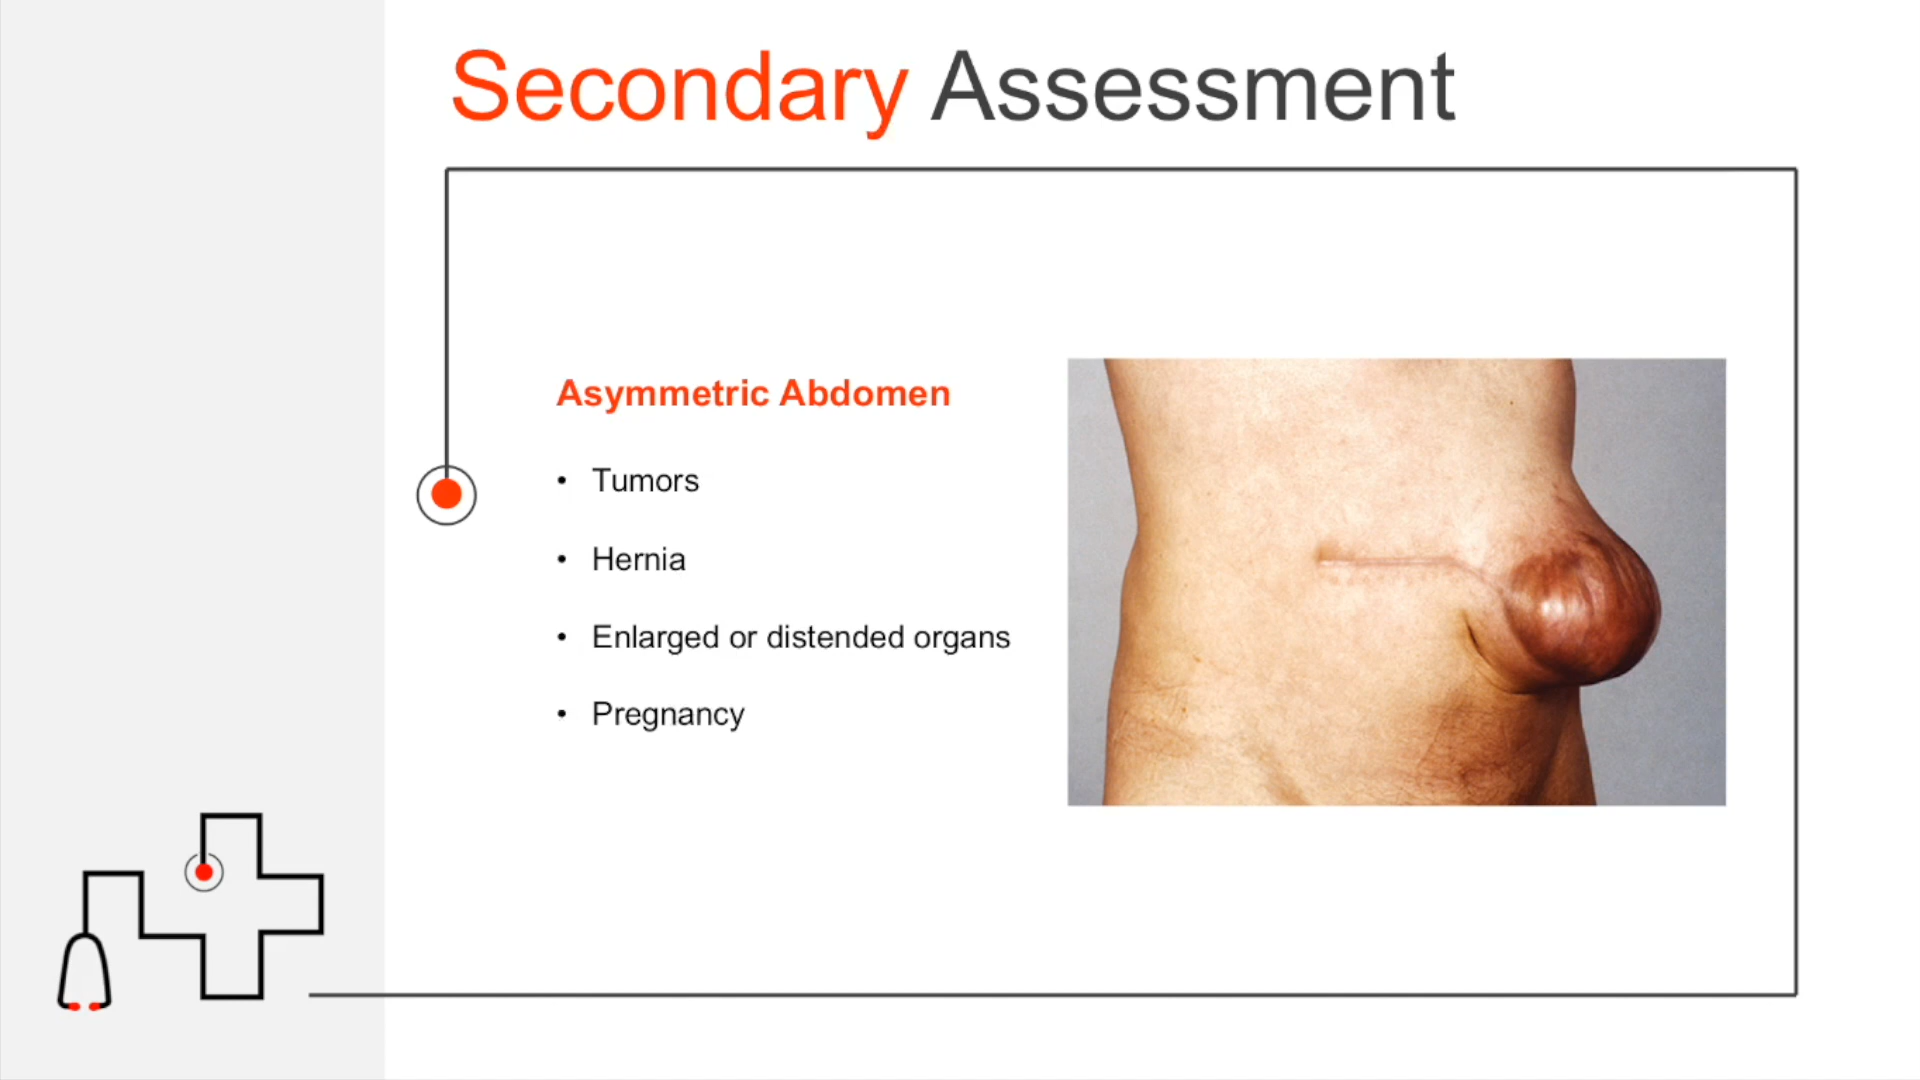 Secondary Assessment
Asymmetric Abdomen
• Tumors
• Hernia
• Enlarged or distended organs
• Pregnancy